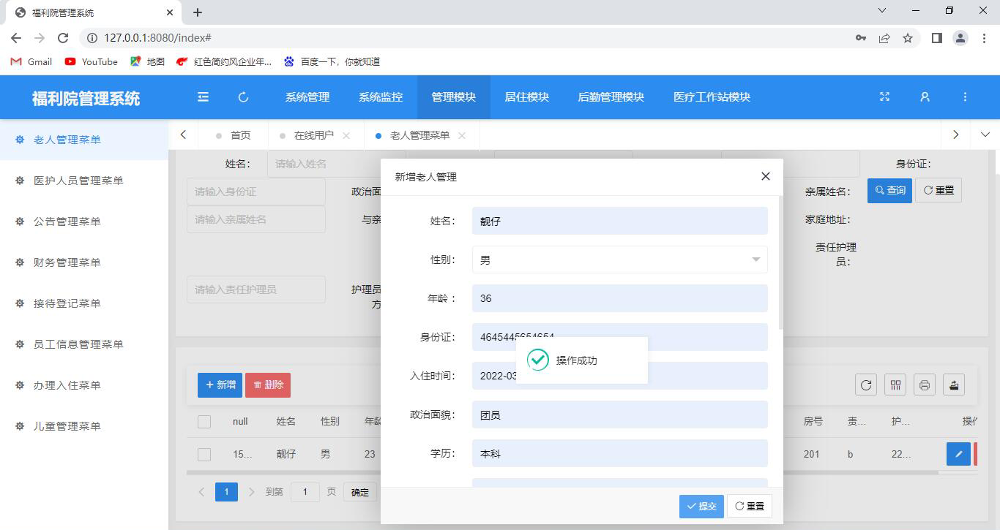 福利院管理系统
127.0.0.1:8080/index#
Gmail YouTube 地图 红色简约风企业年... 百度一下，你就知道
福利院管理系统 系统管理 系统监控 管理模块 居住模块 后勤管理模块 医疗工作站模块
老人管理菜单
医护人员管理菜单
公告管理菜单
财务管理菜单
接待登记菜单
员工信息管理菜单
办理入住菜单
儿童管理菜单
首页 在线用户 老人管理菜单
姓名： 请输入姓名 身份证：
请输入身份证 政治面 亲属姓名： 查询 重置
请输入亲属姓名 与亲 家庭地址：
责任护理
员：
请输入责任护理员 护理员
方
新增 删除
null 姓名 性别 年龄 房号 责... 护... 操作
15... 靓仔 男 23 201 b 22...
1 到第 1 页 确定
新增老人管理
姓名： 靓仔
性别： 男
年龄 ： 36
身份证： 4645445654654
入住时间： 2022-03
操作成功
政治面貌： 团员
学历： 本科
提交 重置